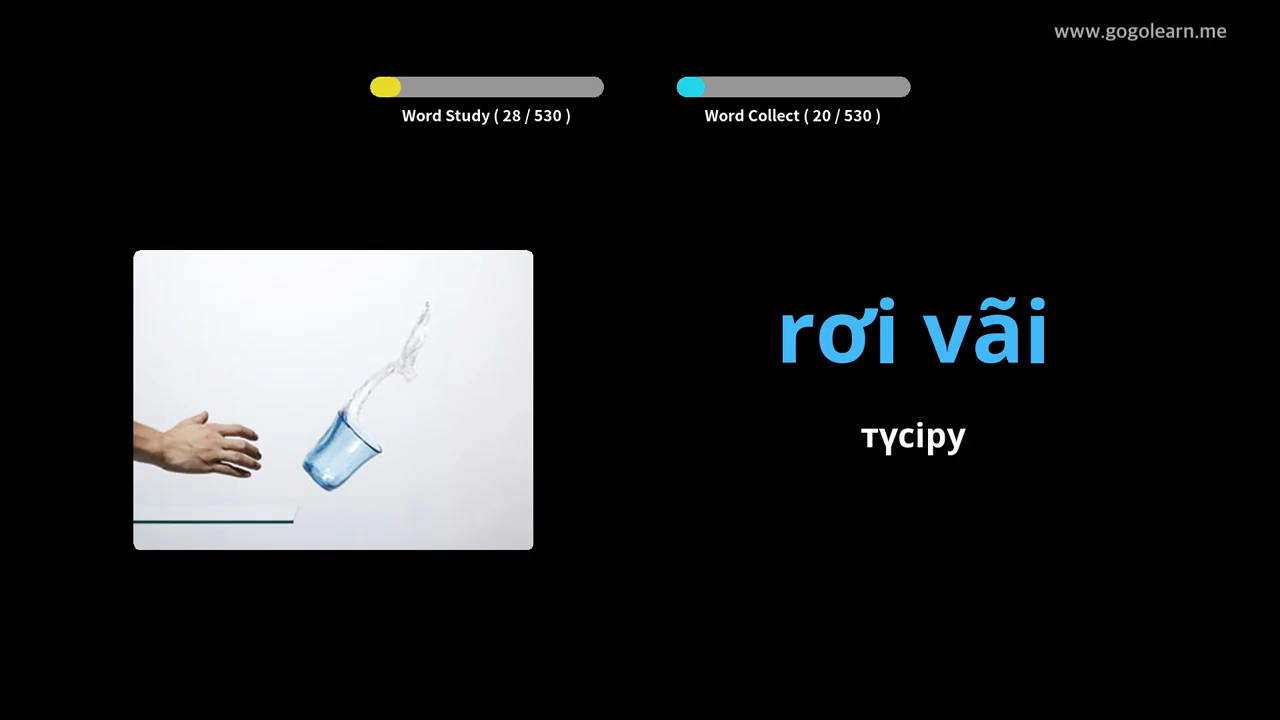 www.gogolearn.me
Word Study ( 28 / 530 )
Word Collect ( 20 / 530 )
rơi vãi
түсіру